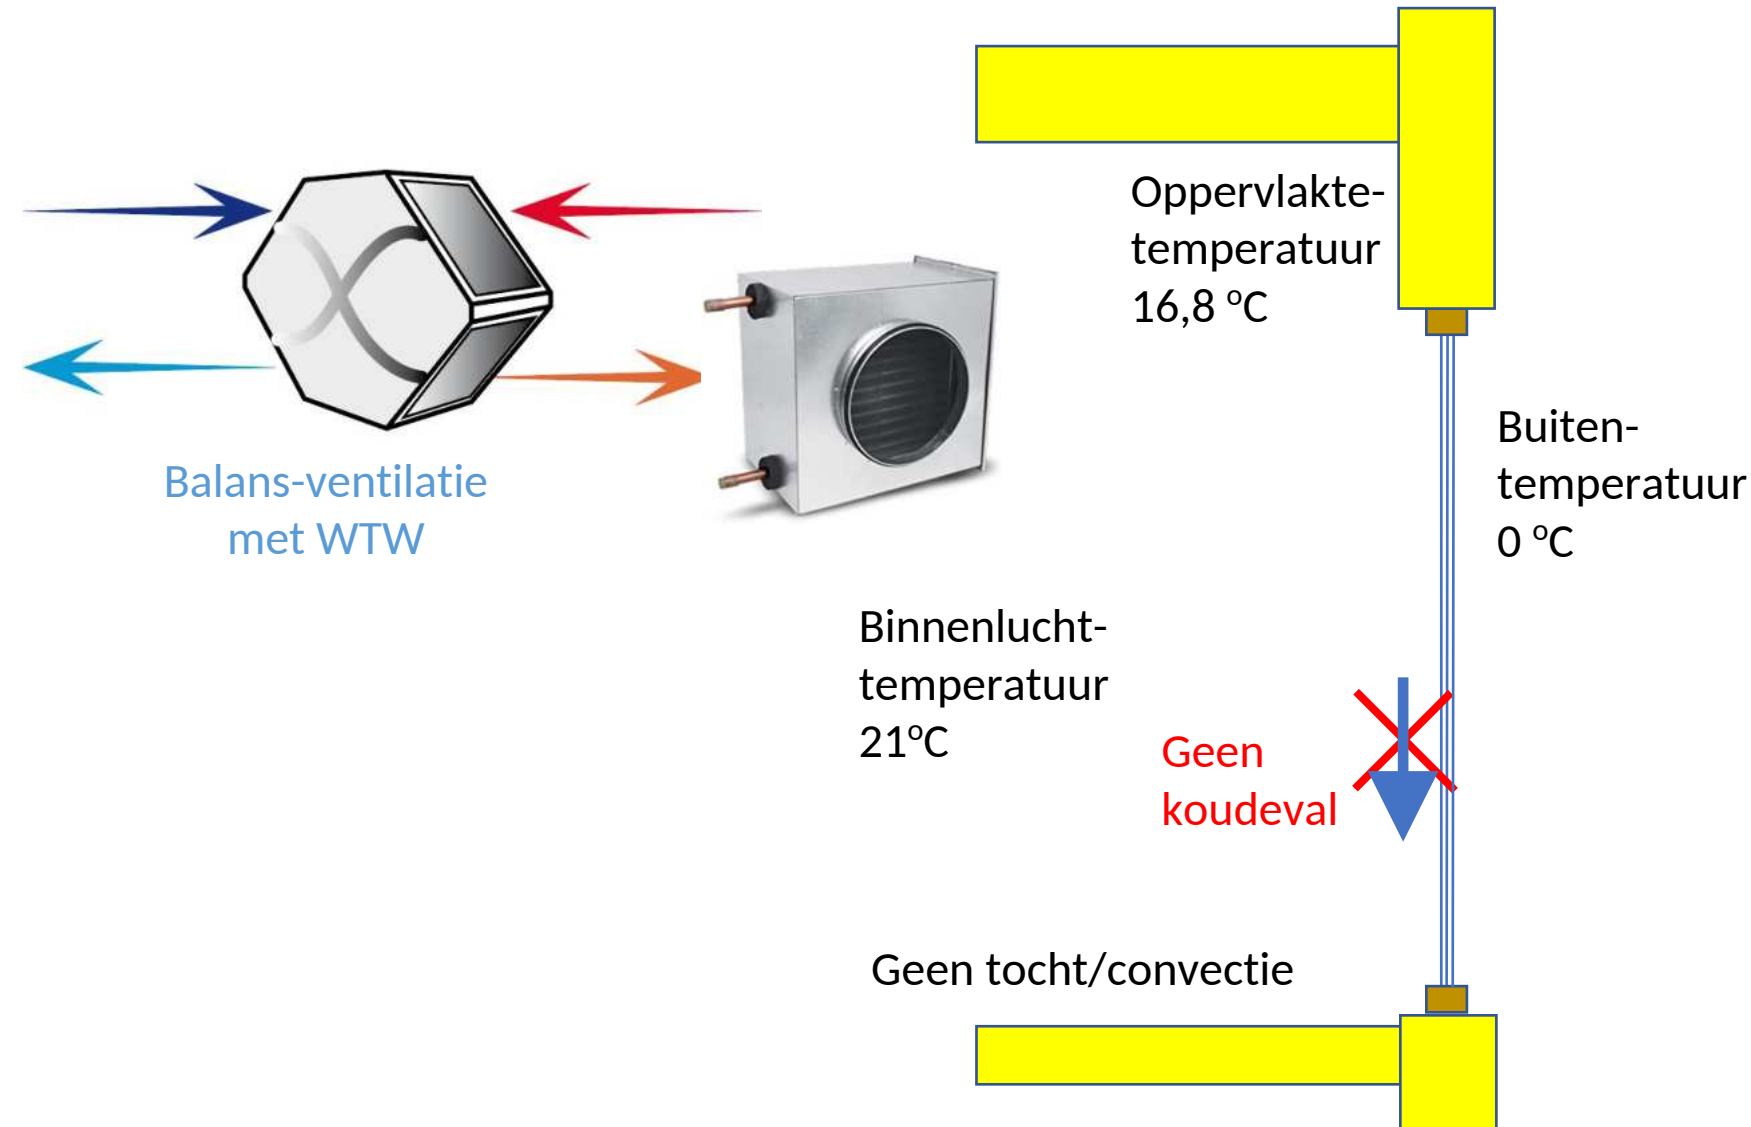 Oppervlakte-
temperatuur
16,8 °C
Buiten-
temperatuur
0 °C
Balans-ventilatie
met WTW
Binnenlucht-
temperatuur
21°C
Geen
koudeval
Geen tocht/convectie